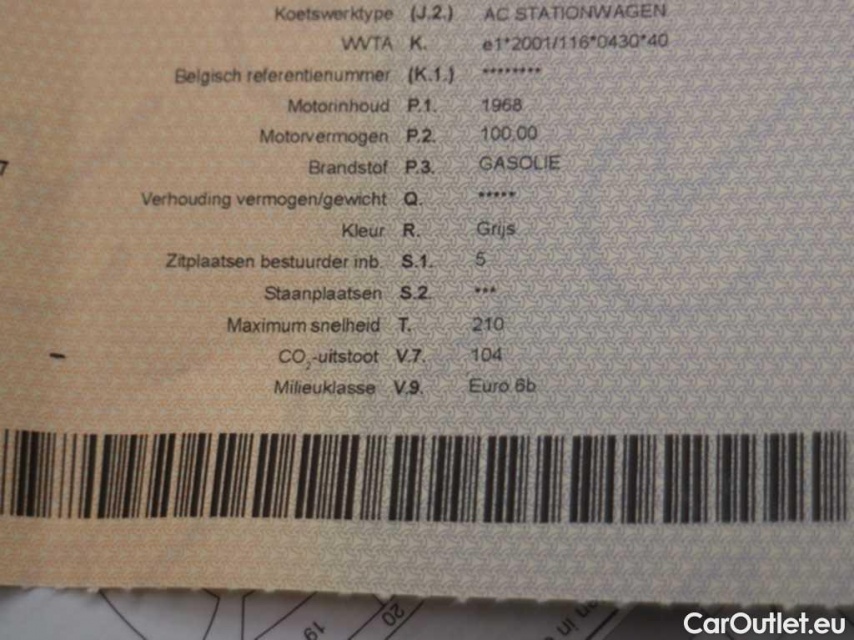 Koetswerktype (J.2.) AC STATIONWAGEN
WVTA K. e1*2001/116*0430*40
Belgisch referentienummer (K.1.) ********
Motorinhoud P.1. 1968
Motorvermogen P.2. 100,00
7
Brandstof P.3. GASOLIE
Verhouding vermogen/gewicht Q. *****
Kleur R. Grijs
Zitplaatsen bestuurder inb. S.1. 5
Staanplaatsen S.2. ***
Maximum snelheid T. 210
- CO2-uitstoot V.7. 104
Milieuklasse V.9. Euro 6b
19 20
CarOutlet.eu